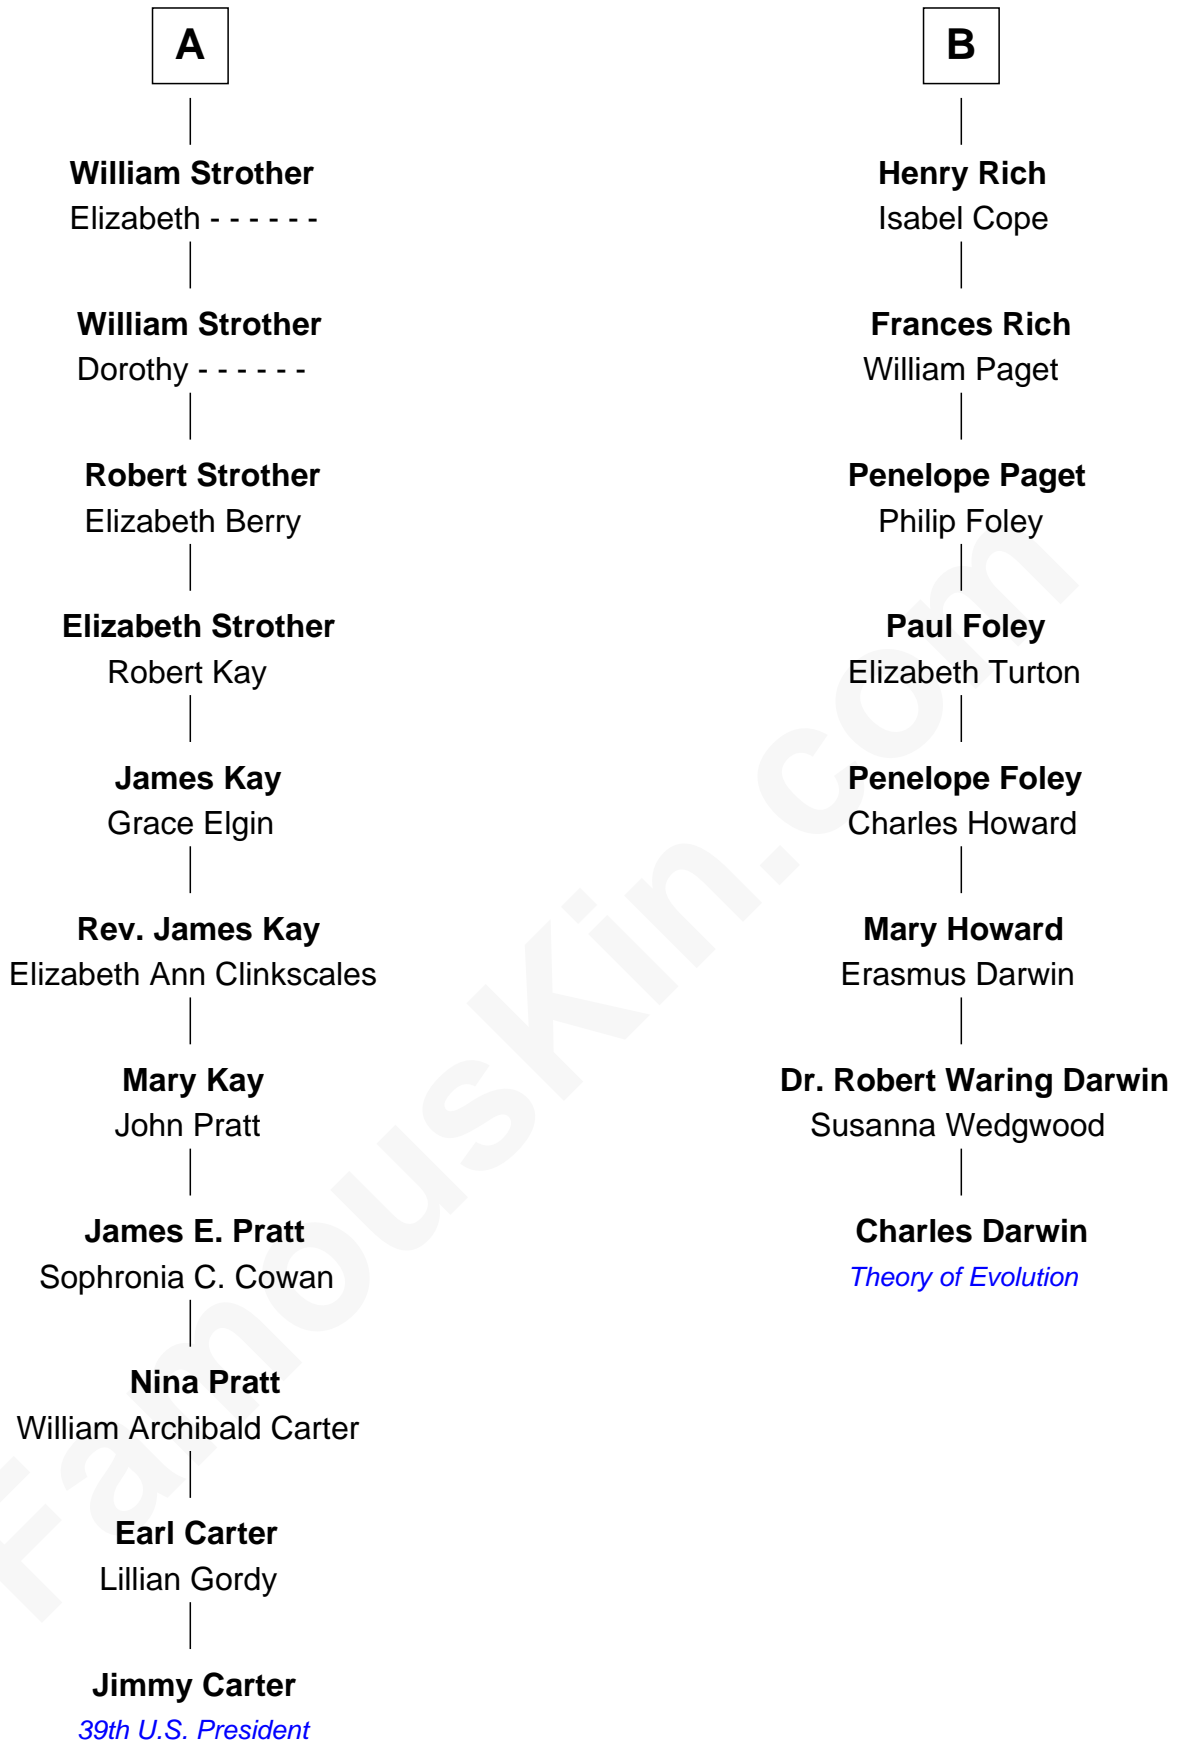 A
William Strother
Elizabeth - - - - - -
William Strother
Dorothy - - - - - -
Robert Strother
Elizabeth Berry
Elizabeth Strother
Robert Kay
James Kay
Grace Elgin
Rev. James Kay
Elizabeth Ann Clinkscales
Mary Kay
John Pratt
James E. Pratt
Sophronia C. Cowan
Nina Pratt
William Archibald Carter
Earl Carter
Lillian Gordy
Jimmy Carter
39th U.S. President
B
Henry Rich
Isabel Cope
Frances Rich
William Paget
Penelope Paget
Philip Foley
Paul Foley
Elizabeth Turton
Penelope Foley
Charles Howard
Mary Howard
Erasmus Darwin
Dr. Robert Waring Darwin
Susanna Wedgwood
Charles Darwin
Theory of Evolution
FamousKin.com